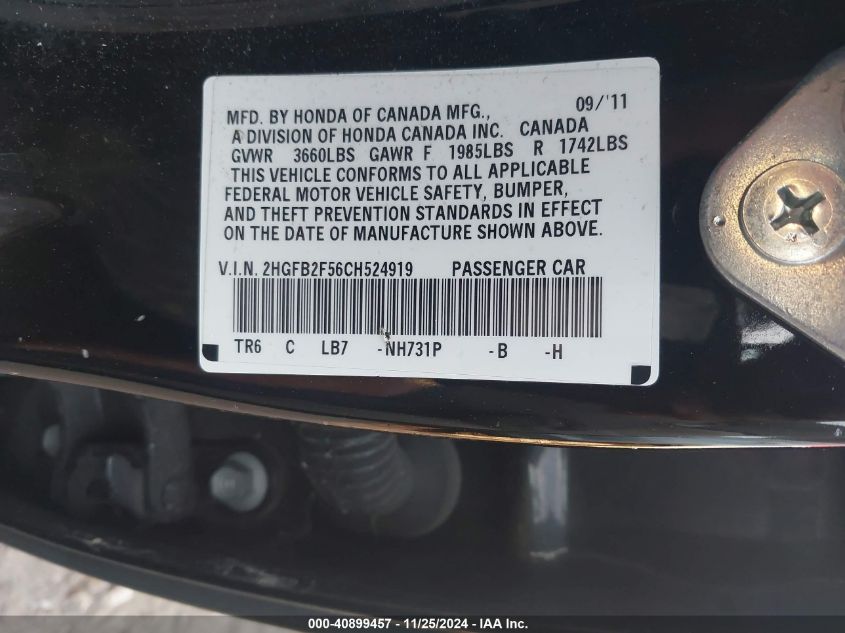 MFD. BY HONDA OF CANADA MFG., 09/'11
A DIVISION OF HONDA CANADA INC. CANADA
GVWR 3660LBS GAWR F 1985LBS R 1742LBS
THIS VEHICLE CONFORMS TO ALL APPLICABLE
FEDERAL MOTOR VEHICLE SAFETY, BUMPER,
AND THEFT PREVENTION STANDARDS IN EFFECT
ON THE DATE OF MANUFACTURE SHOWN ABOVE.
V.I.N. 2HGFB2F56CH524919 PASSENGER CAR
TR6 C LB7 -NH731P -B -H
000-40899457 - 11/25/2024 - IAA Inc.